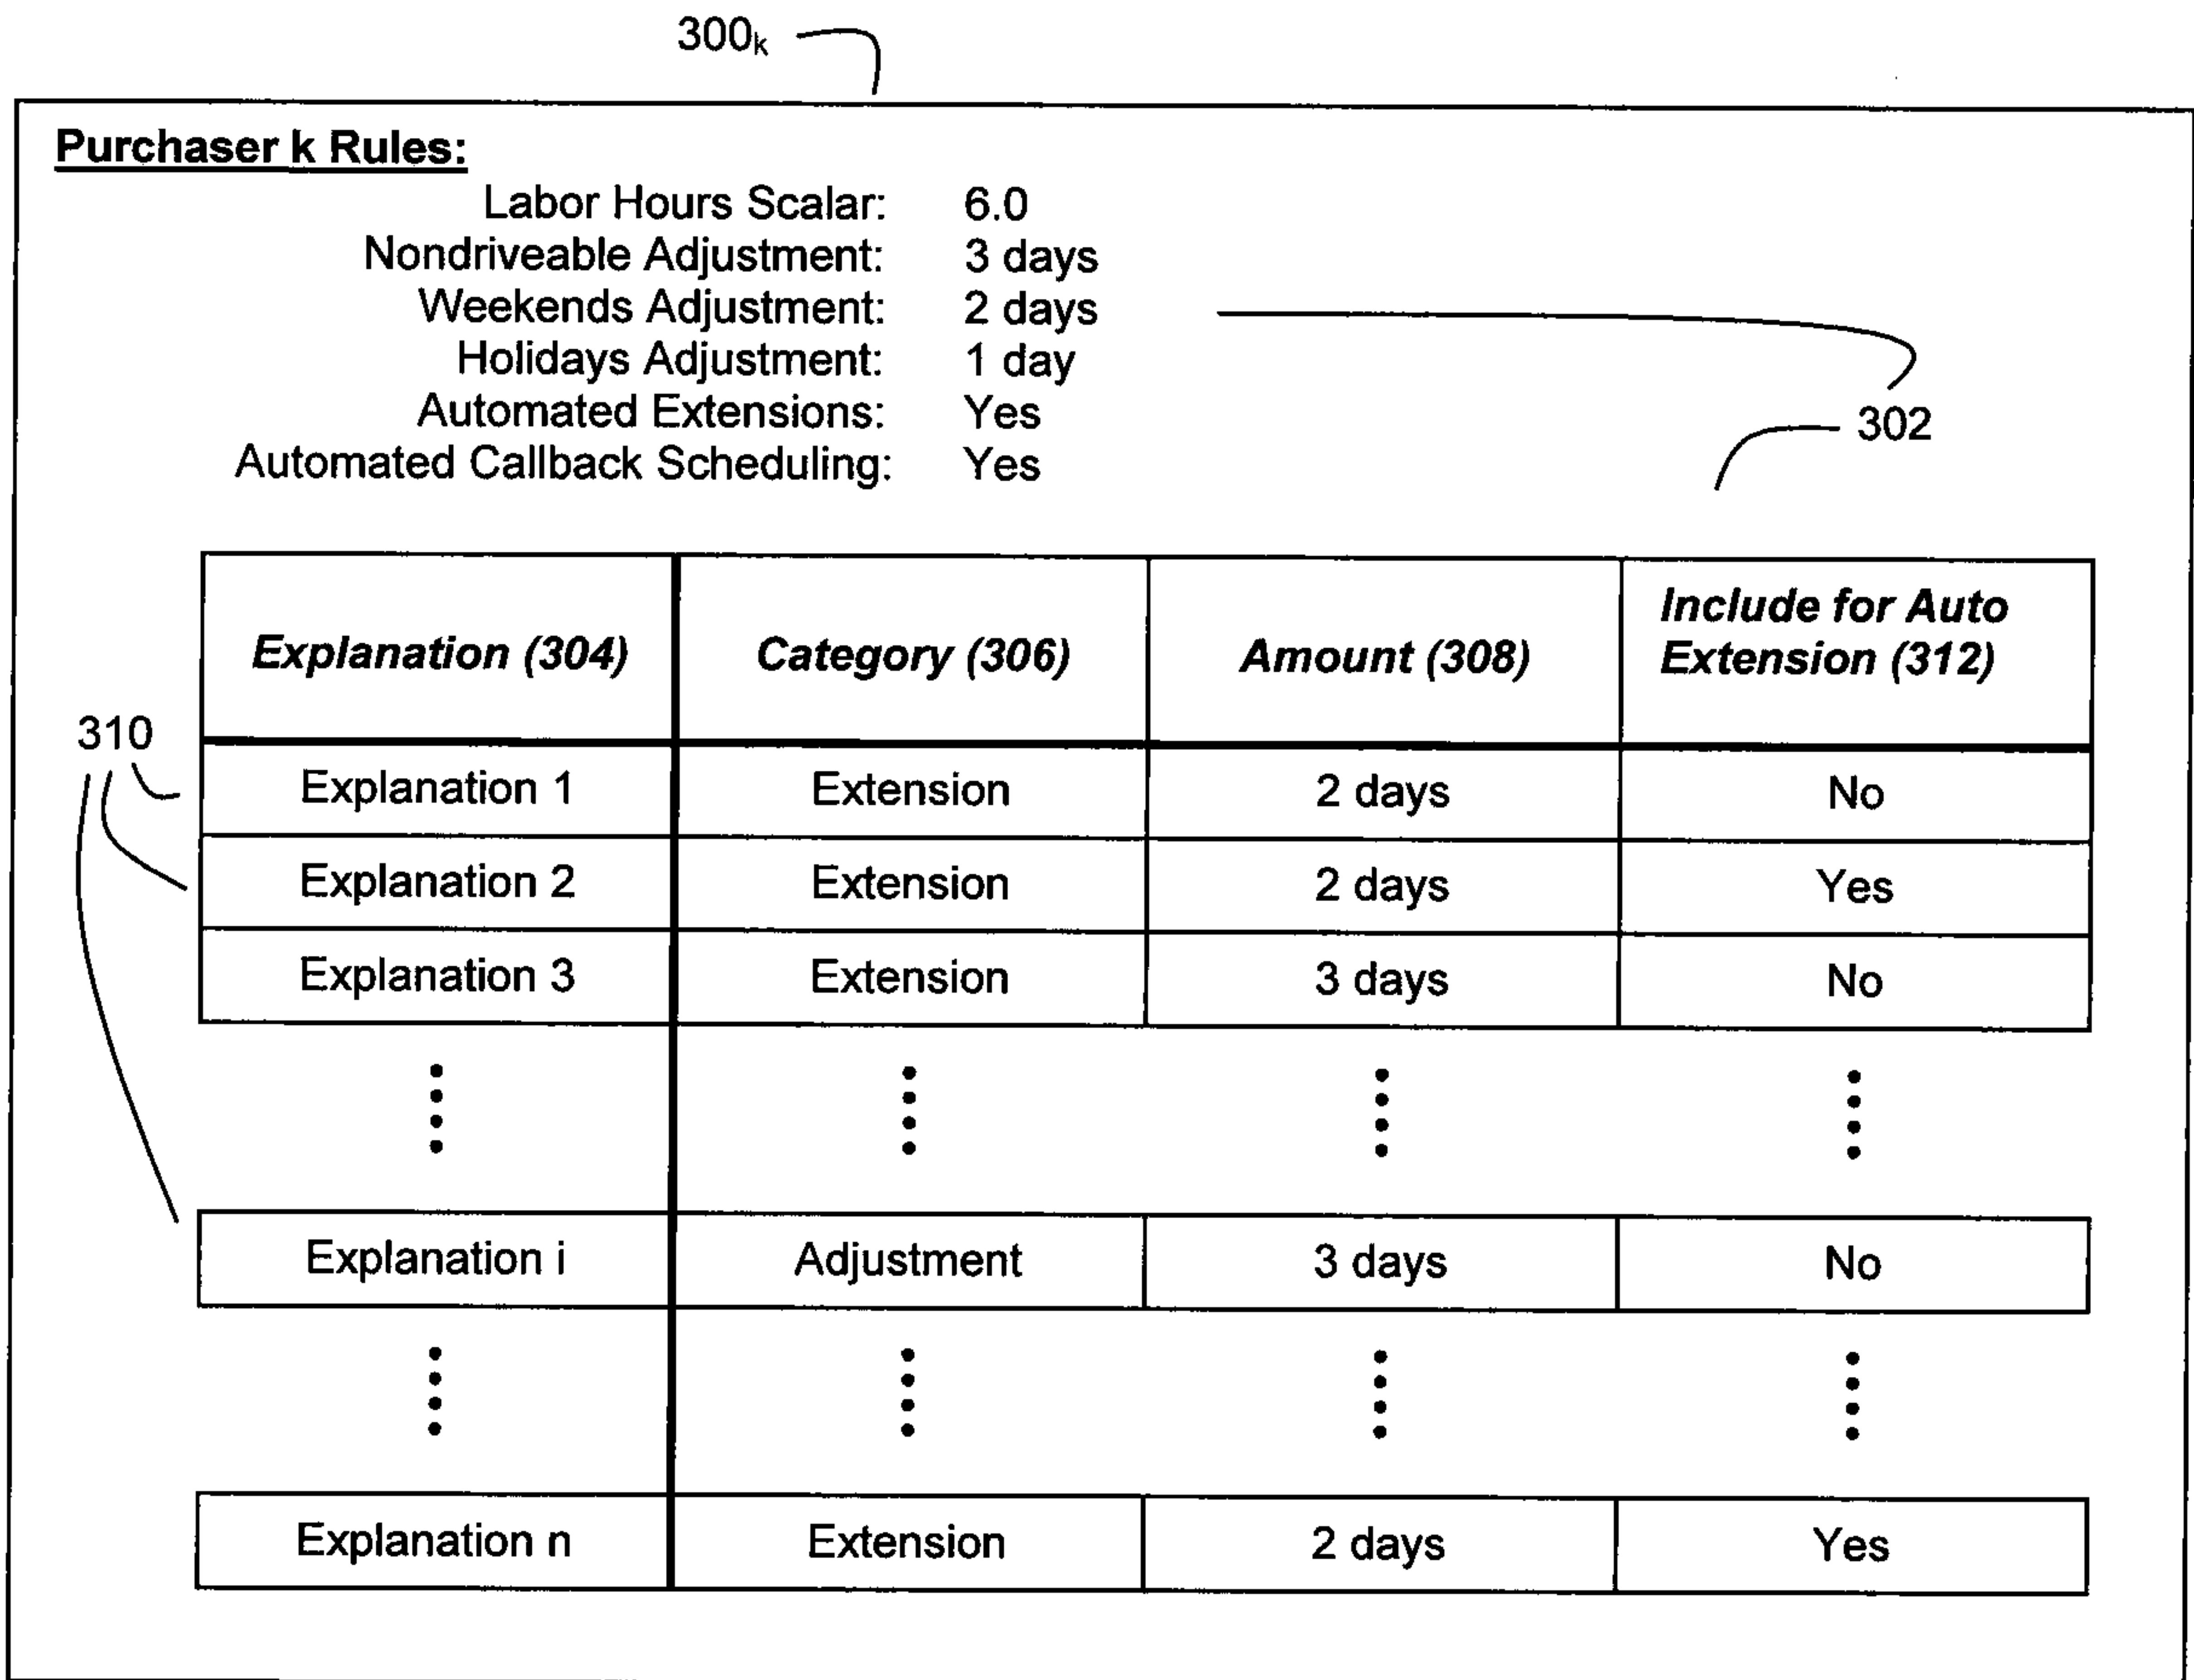 300k
Purchaser k Rules:
Labor Hours Scalar: 6.0
Nondriveable Adjustment: 3 days
Weekends Adjustment: 2 days
Holidays Adjustment: 1 day
Automated Extensions: Yes
302
Automated Callback Scheduling: Yes
Explanation (304) Category (306) Amount (308) Include for Auto
Extension (312)
310
Explanation 1 Extension 2 days No
Explanation 2 Extension 2 days Yes
Explanation 3 Extension 3 days No
Explanation i Adjustment 3 days No
Explanation n Extension 2 days Yes